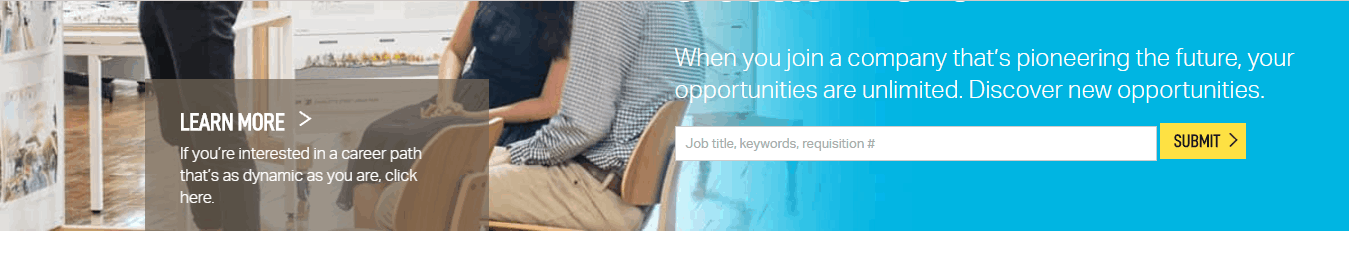 When you join a company that's pioneering the future, your
opportunities are unlimited. Discover new opportunities.
Job title, keywords, requisition #
SUBMIT
LEARN MORE
If you're interested in a career path
that's as dynamic as you are, click
here.